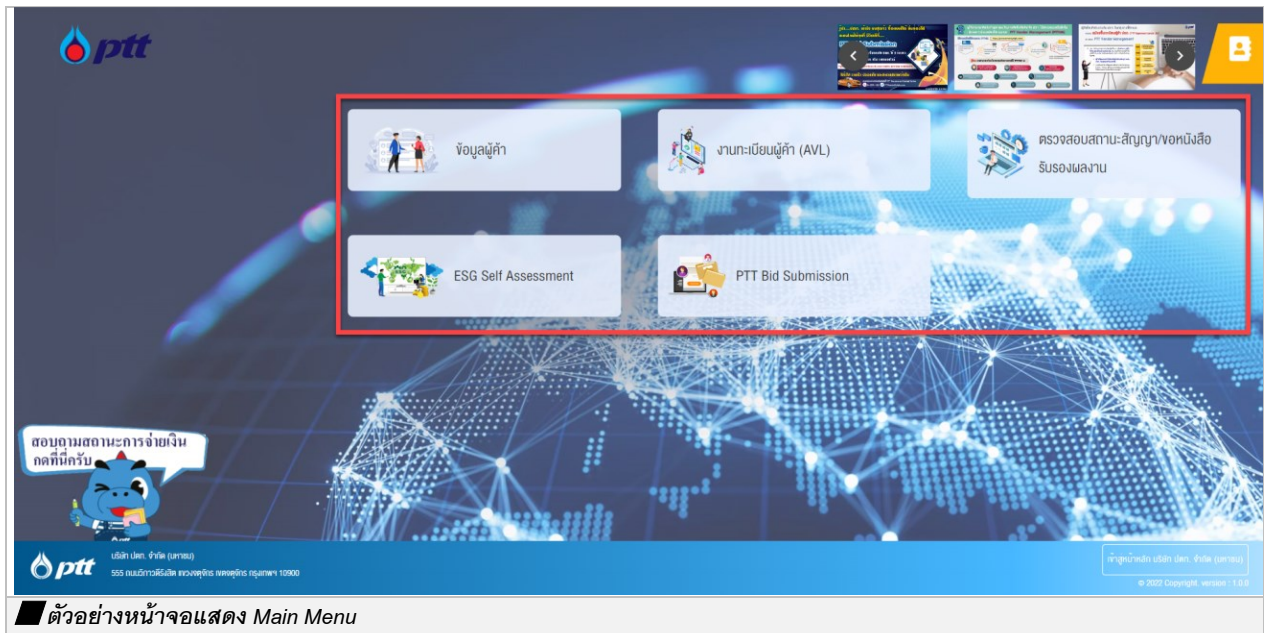 ptt
ข้อมูลผู้ค้า
งานทะเบียนผู้ค้า (AVL)
ตรวจสอบสถานะสัญญา/ขอหนังสือ
รับรองผลงาน
ESG Self Assessment
PTT Bid Submission
สอบถามสถานะการจ่ายเงิน
กดที่นี่ครับ
ptt
บริษัท ปตท. จำกัด (มหาชน)
555 ถนนวิภาวดีรังสิต แขวงจตุจักร เขตจตุจักร กรุงเทพฯ 10900
เข้าสู่หน้าหลัก บริษัท ปตท. จำกัด (มหาชน)
© 2022 Copyright. version : 1.0.0
ตัวอย่างหน้าจอแสดง Main Menu